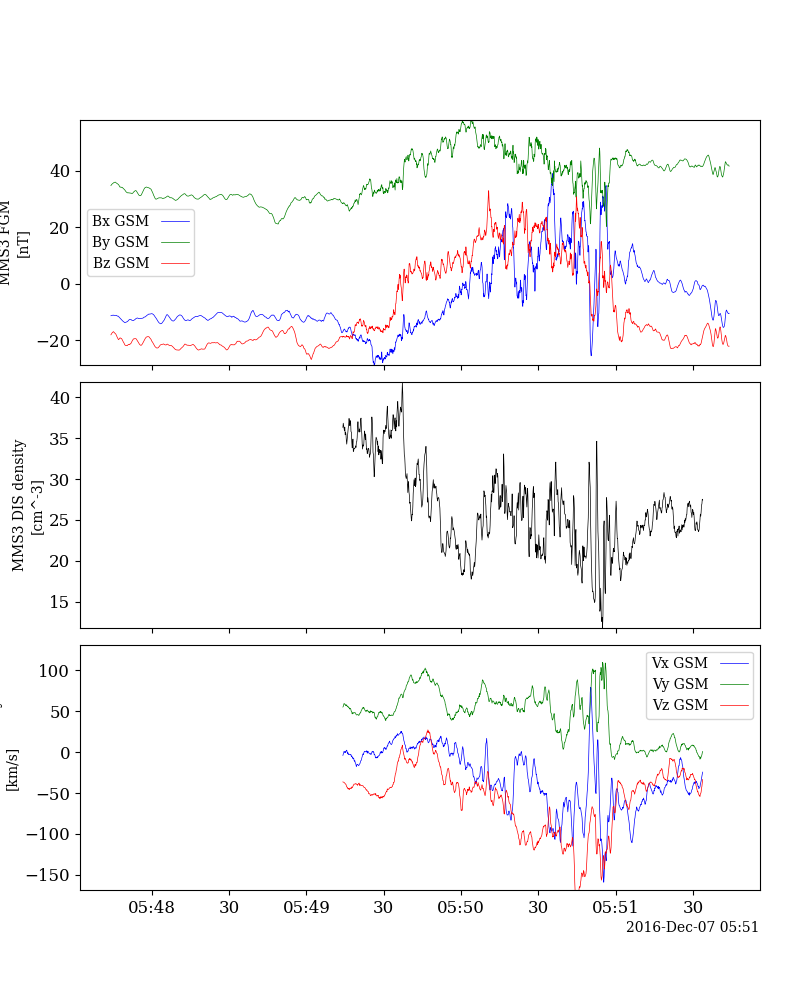 MMS3 FGM
[nT]
40
20
0
−20
Bx GSM
By GSM
Bz GSM
MMS3 DIS density
[cm^-3]
40
35
30
25
20
15
[km/s]
100
50
0
−50
−100
−150
Vx GSM
Vy GSM
Vz GSM
05:48 30 05:49 30 05:50 30 05:51 30
2016-Dec-07 05:51